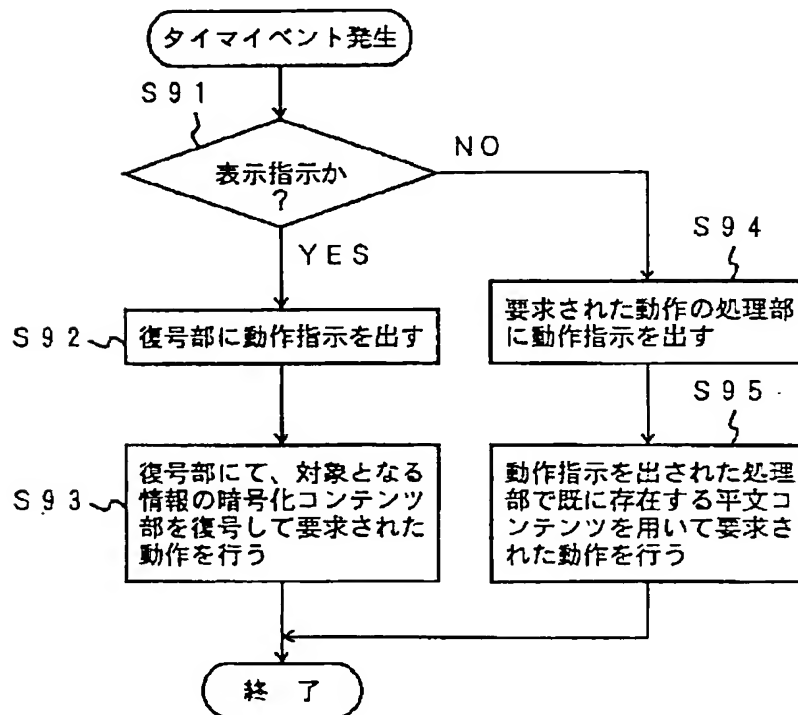 タイマイベント発生
S91
表示指示か
?
NO
YES
S92
復号部に動作指示を出す
S93
復号部にて、対象となる
情報の暗号化コンテンツ
部を復号して要求された
動作を行う
S94
要求された動作の処理部
に動作指示を出す
S95
動作指示を出された処理
部で既に存在する平文コ
ンテンツを用いて要求さ
れた動作を行う
終了